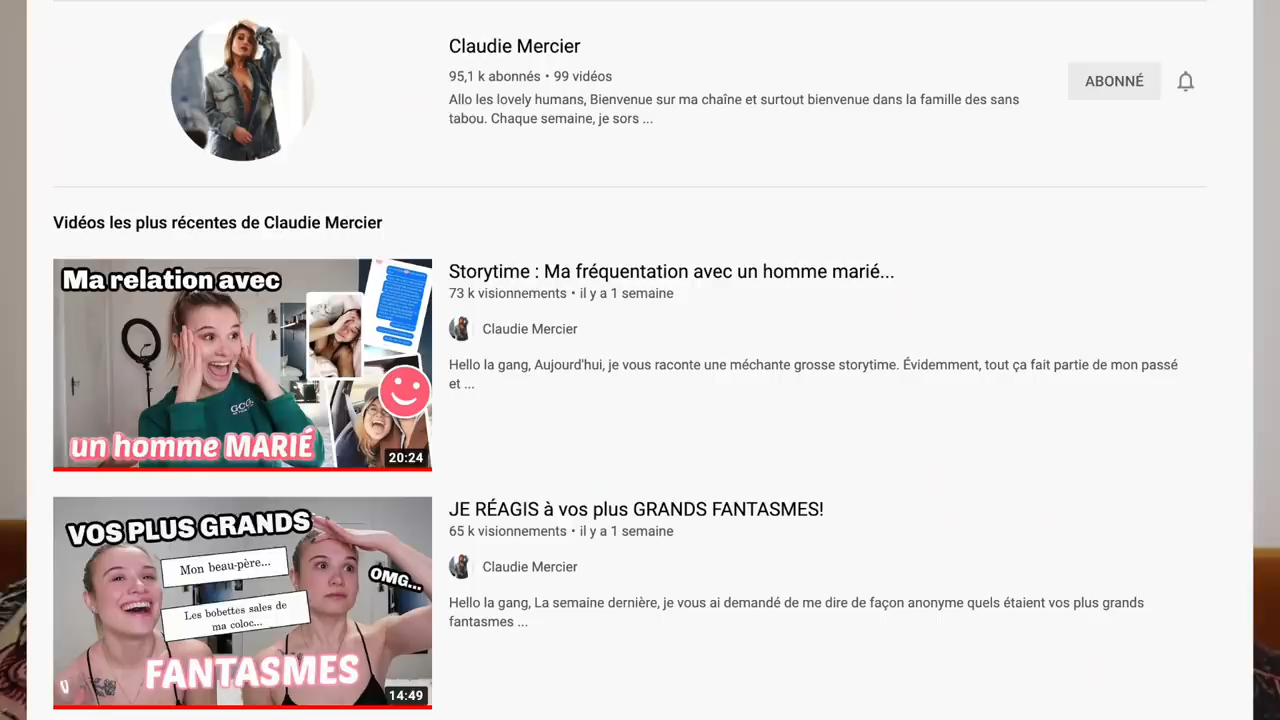 Claudie Mercier
95,1 k abonnés • 99 vidéos
Allo les lovely humans, Bienvenue sur ma chaîne et surtout bienvenue dans la famille des sans
tabou. Chaque semaine, je sors ...
ABONNÉ
Vidéos les plus récentes de Claudie Mercier
Ma relation avec
GCG
un homme MARIÉ
20:24
Storytime : Ma fréquentation avec un homme marié...
73 k visionnements • il y a 1 semaine
Claudie Mercier
Hello la gang, Aujourd'hui, je vous raconte une méchante grosse storytime. Évidemment, tout ça fait partie de mon passé
et ...
VOS PLUS GRANDS
Mon beau-père...
OMG...
Les bobettes sales de
ma coloc...
FANTASMES
14:49
JE RÉAGIS à vos plus GRANDS FANTASMES!
65 k visionnements • il y a 1 semaine
Claudie Mercier
Hello la gang, La semaine dernière, je vous ai demandé de me dire de façon anonyme quels étaient vos plus grands
fantasmes ...